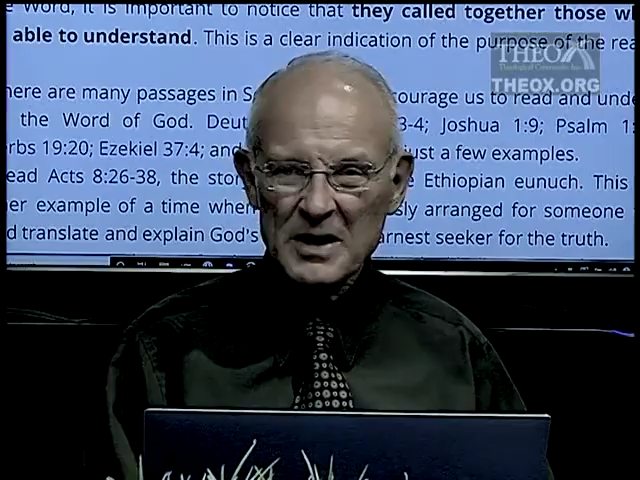 Word, it is important to notice that they called together those w
able to understand. This is a clear indication of the purpose of the rea
THEO
THEOX.ORG
here are many passages in S courage us to read and unde
the Word of God. Deut 3-4; Joshua 1:9; Psalm 1
rbs 19:20; Ezekiel 37:4; and just a few examples.
ead Acts 8:26-38, the stor e Ethiopian eunuch. This
er example of a time when sly arranged for someone
d translate and explain God's arnest seeker for the truth.